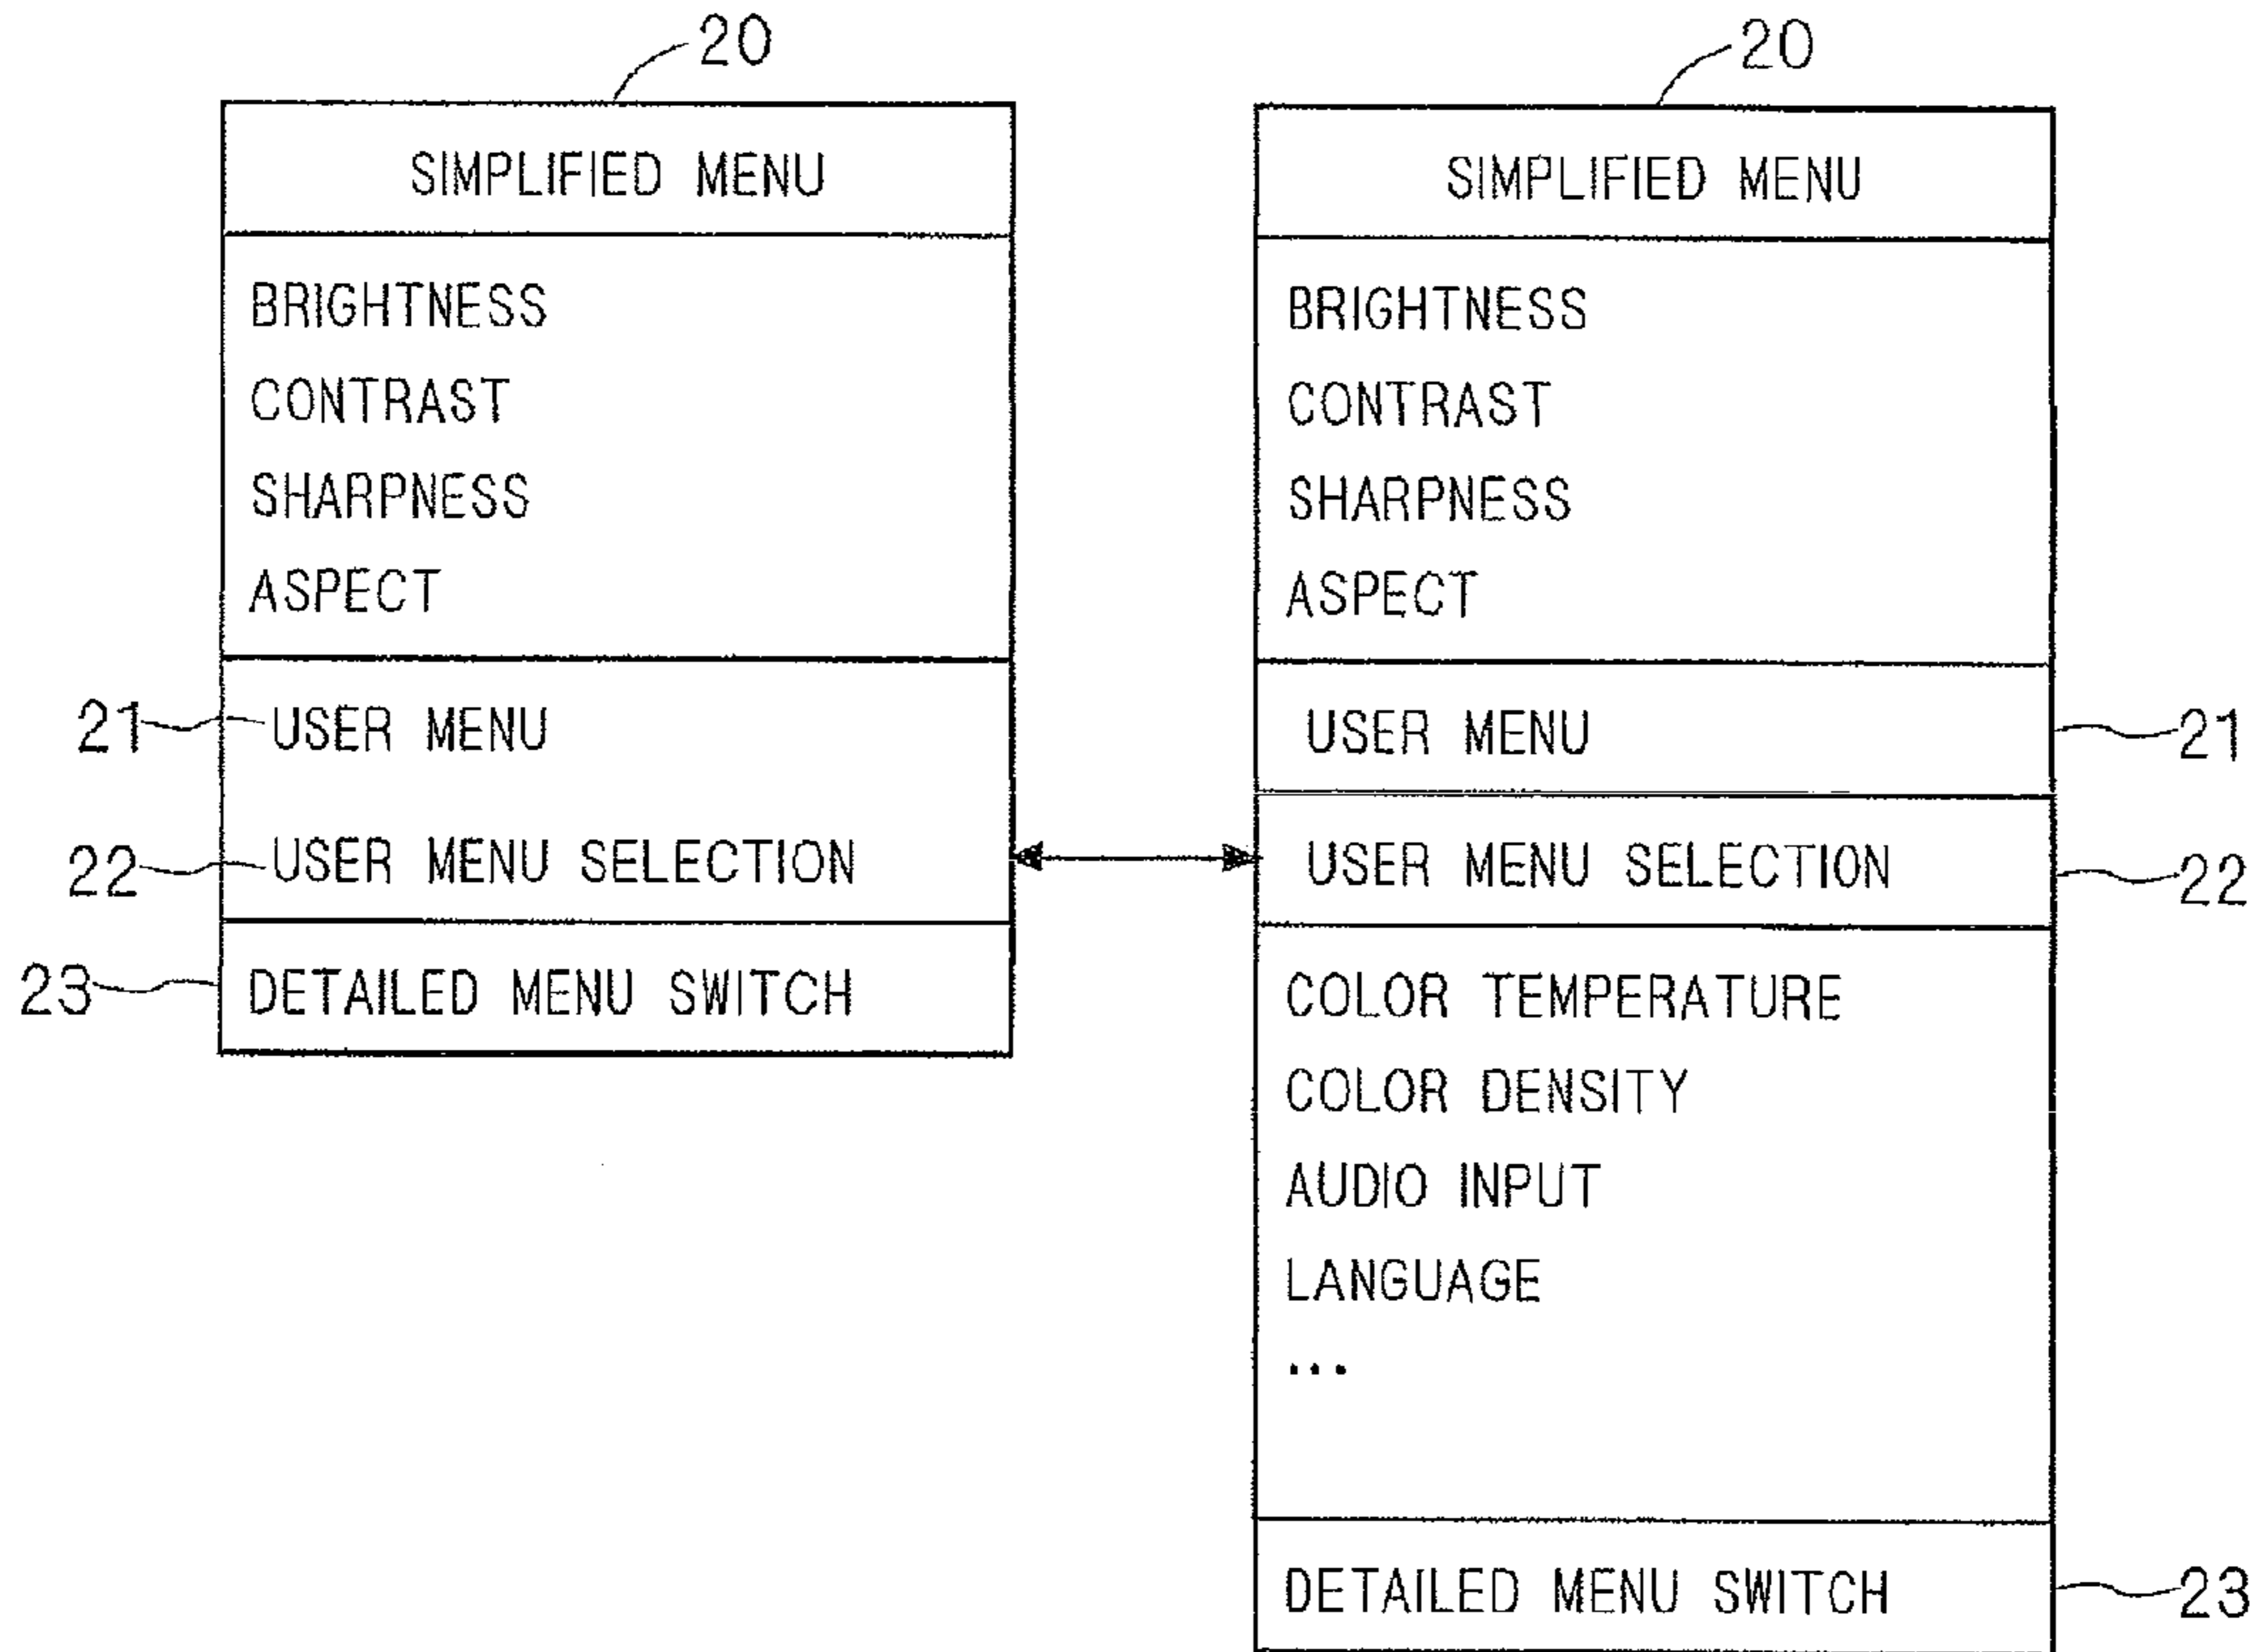 20
SIMPLIFIED MENU
BRIGHTNESS
CONTRAST
SHARPNESS
ASPECT
21 USER MENU
22 USER MENU SELECTION
23 DETAILED MENU SWITCH
20
SIMPLIFIED MENU
BRIGHTNESS
CONTRAST
SHARPNESS
ASPECT
USER MENU 21
USER MENU SELECTION 22
COLOR TEMPERATURE
COLOR DENSITY
AUDIO INPUT
LANGUAGE
...
DETAILED MENU SWITCH 23